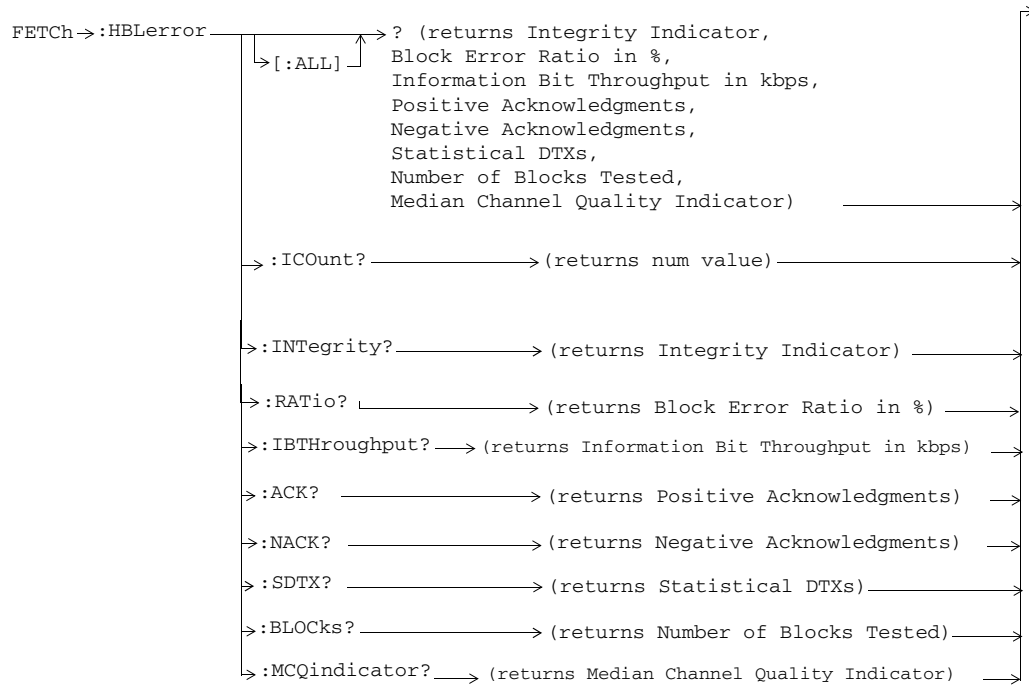 FETCh :HBLerror ? (returns Integrity Indicator,
[:ALL] Block Error Ratio in %,
Information Bit Throughput in kbps,
Positive Acknowledgments,
Negative Acknowledgments,
Statistical DTXs,
Number of Blocks Tested,
Median Channel Quality Indicator)
:ICOunt? (returns num value)
:INTegrity? (returns Integrity Indicator)
:RATio? (returns Block Error Ratio in %)
:IBTHroughput? (returns Information Bit Throughput in kbps)
:ACK? (returns Positive Acknowledgments)
:NACK? (returns Negative Acknowledgments)
:SDTX? (returns Statistical DTXs)
:BLOCks? (returns Number of Blocks Tested)
:MCQindicator? (returns Median Channel Quality Indicator)